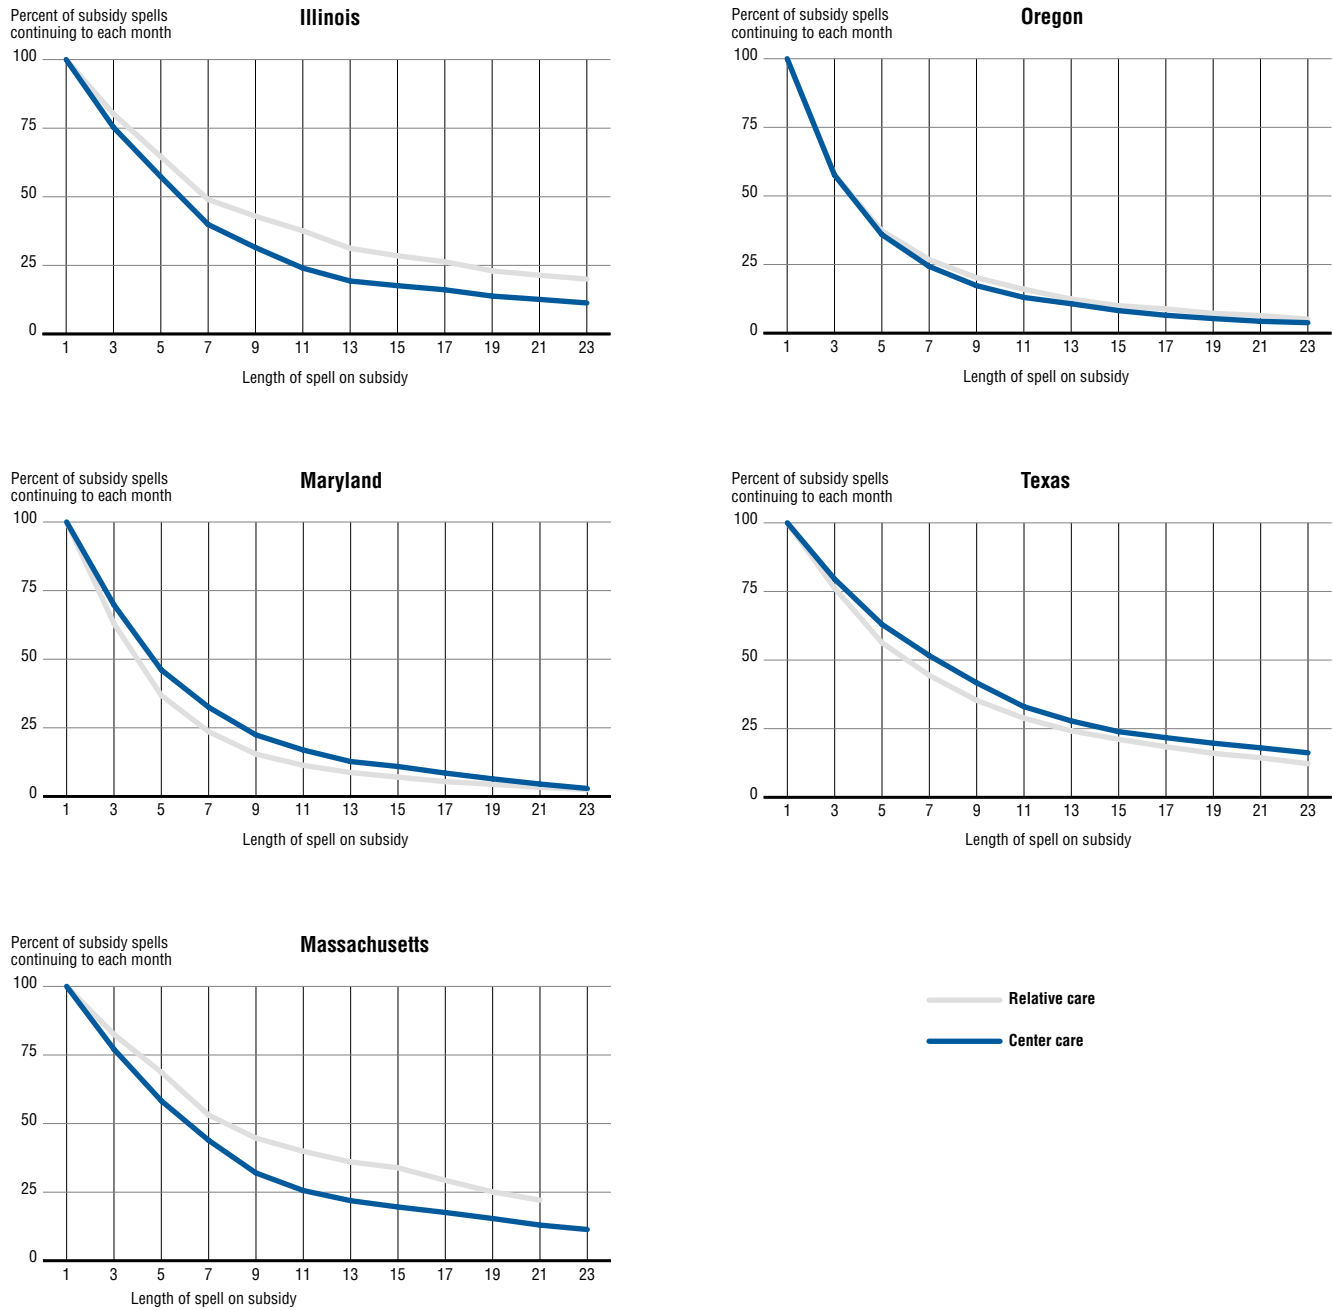 Percent of subsidy spells
continuing to each month
Illinois
100
75
50
25
0
1 3 5 7 9 11 13 15 17 19 21 23
Length of spell on subsidy
Percent of subsidy spells
continuing to each month
Oregon
100
75
50
25
0
1 3 5 7 9 11 13 15 17 19 21 23
Length of spell on subsidy
Percent of subsidy spells
continuing to each month
Maryland
100
75
50
25
0
1 3 5 7 9 11 13 15 17 19 21 23
Length of spell on subsidy
Percent of subsidy spells
continuing to each month
Texas
100
75
50
25
0
1 3 5 7 9 11 13 15 17 19 21 23
Length of spell on subsidy
Percent of subsidy spells
continuing to each month
Massachusetts
100
75
50
25
0
1 3 5 7 9 11 13 15 17 19 21 23
Length of spell on subsidy
Relative care
Center care